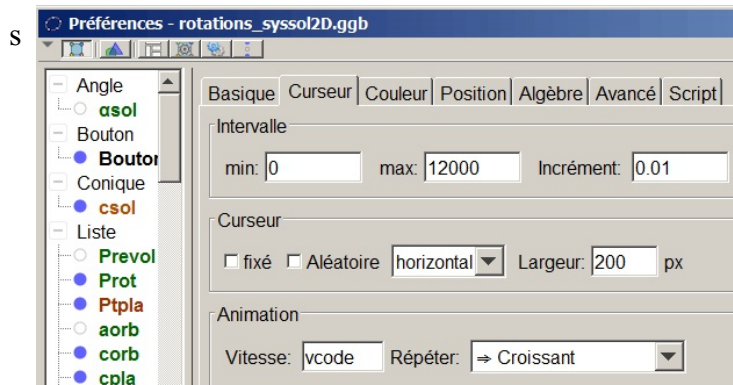 s
Préférences - rotations_syssol2D.ggb
Angle
αsol
Bouton
Bouton
Conique
csol
Liste
Prevol
Prot
Ptpla
aorb
corb
cpla
Basique Curseur Couleur Position Algèbre Avancé Script
Intervalle
min: 0 max: 12000 Incrément: 0.01
Curseur
fixé Aléatoire horizontal Largeur: 200 px
Animation
Vitesse: vcode Répéter: ⇒ Croissant